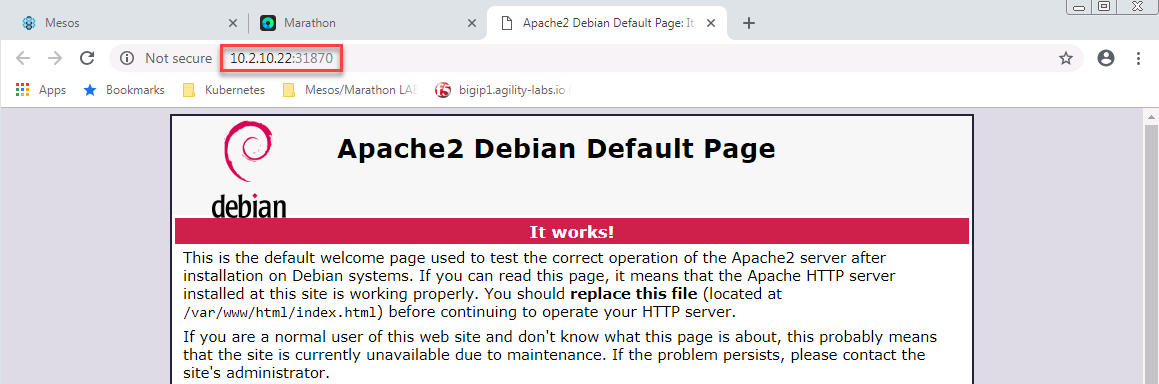 Mesos
Marathon
Apache2 Debian Default Page: It
Not secure
10.2.10.22:31870
Apps
Bookmarks
Kubernetes
Mesos/Marathon LAB
bigip1.agility-labs.io (
debian
Apache2 Debian Default Page
It works!
This is the default welcome page used to test the correct operation of the Apache2 server after
installation on Debian systems. If you can read this page, it means that the Apache HTTP server
installed at this site is working properly. You should replace this file (located at
/var/www/html/index.html) before continuing to operate your HTTP server.
If you are a normal user of this web site and don't know what this page is about, this probably means
that the site is currently unavailable due to maintenance. If the problem persists, please contact the
site's administrator.